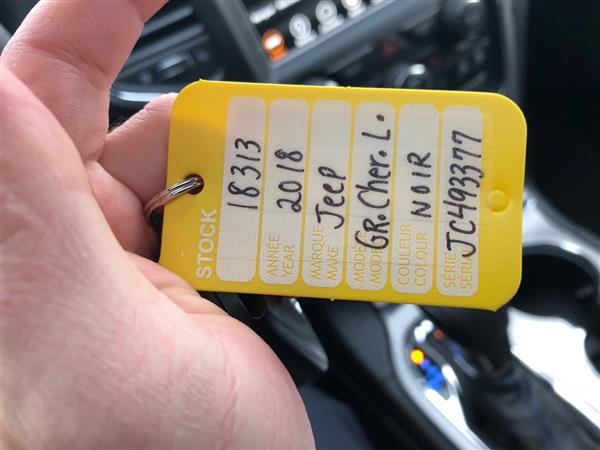 STOCK 18313
ANNÉE
YEAR 2018
MARQUE
MAKE Jeep
MODÈLE
MODEL GR. Cher. L.
COULEUR
COLOUR NOIR
SÉRIE
SERIAL JC493377